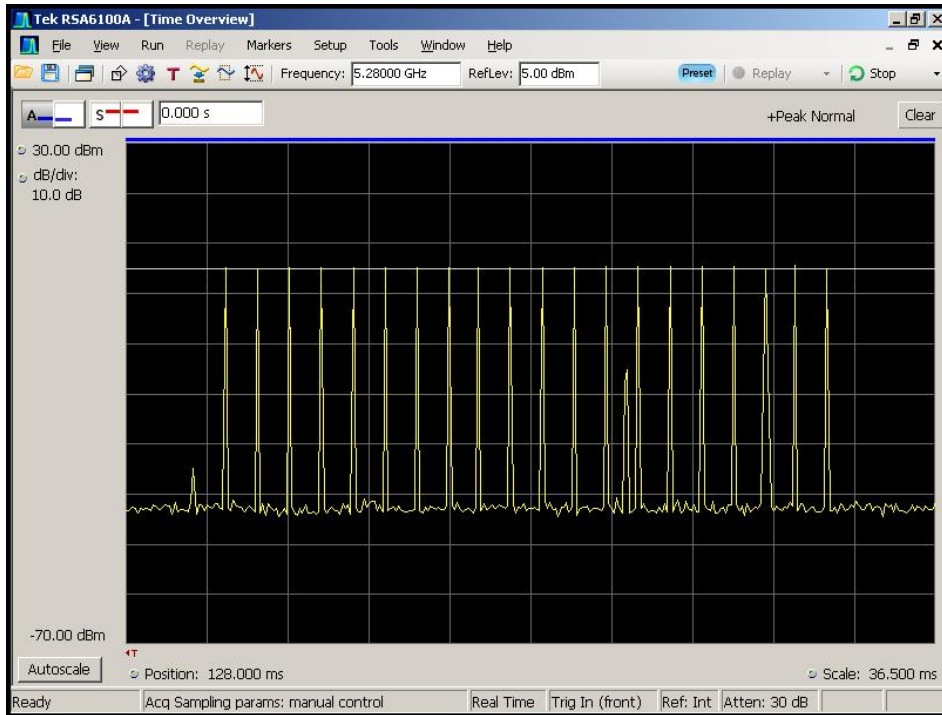 Tek RSA6100A - [Time Overview]
File View Run Replay Markers Setup Tools Window Help
T Frequency: 5.28000 GHz RefLev: 5.00 dBm Preset Replay Stop
A S 0.000 s +Peak Normal Clear
30.00 dBm
dB/div:
10.0 dB
-70.00 dBm
T
Autoscale Position: 128.000 ms Scale: 36.500 ms
Ready Acq Sampling params: manual control Real Time Trig In (front) Ref: Int Atten: 30 dB